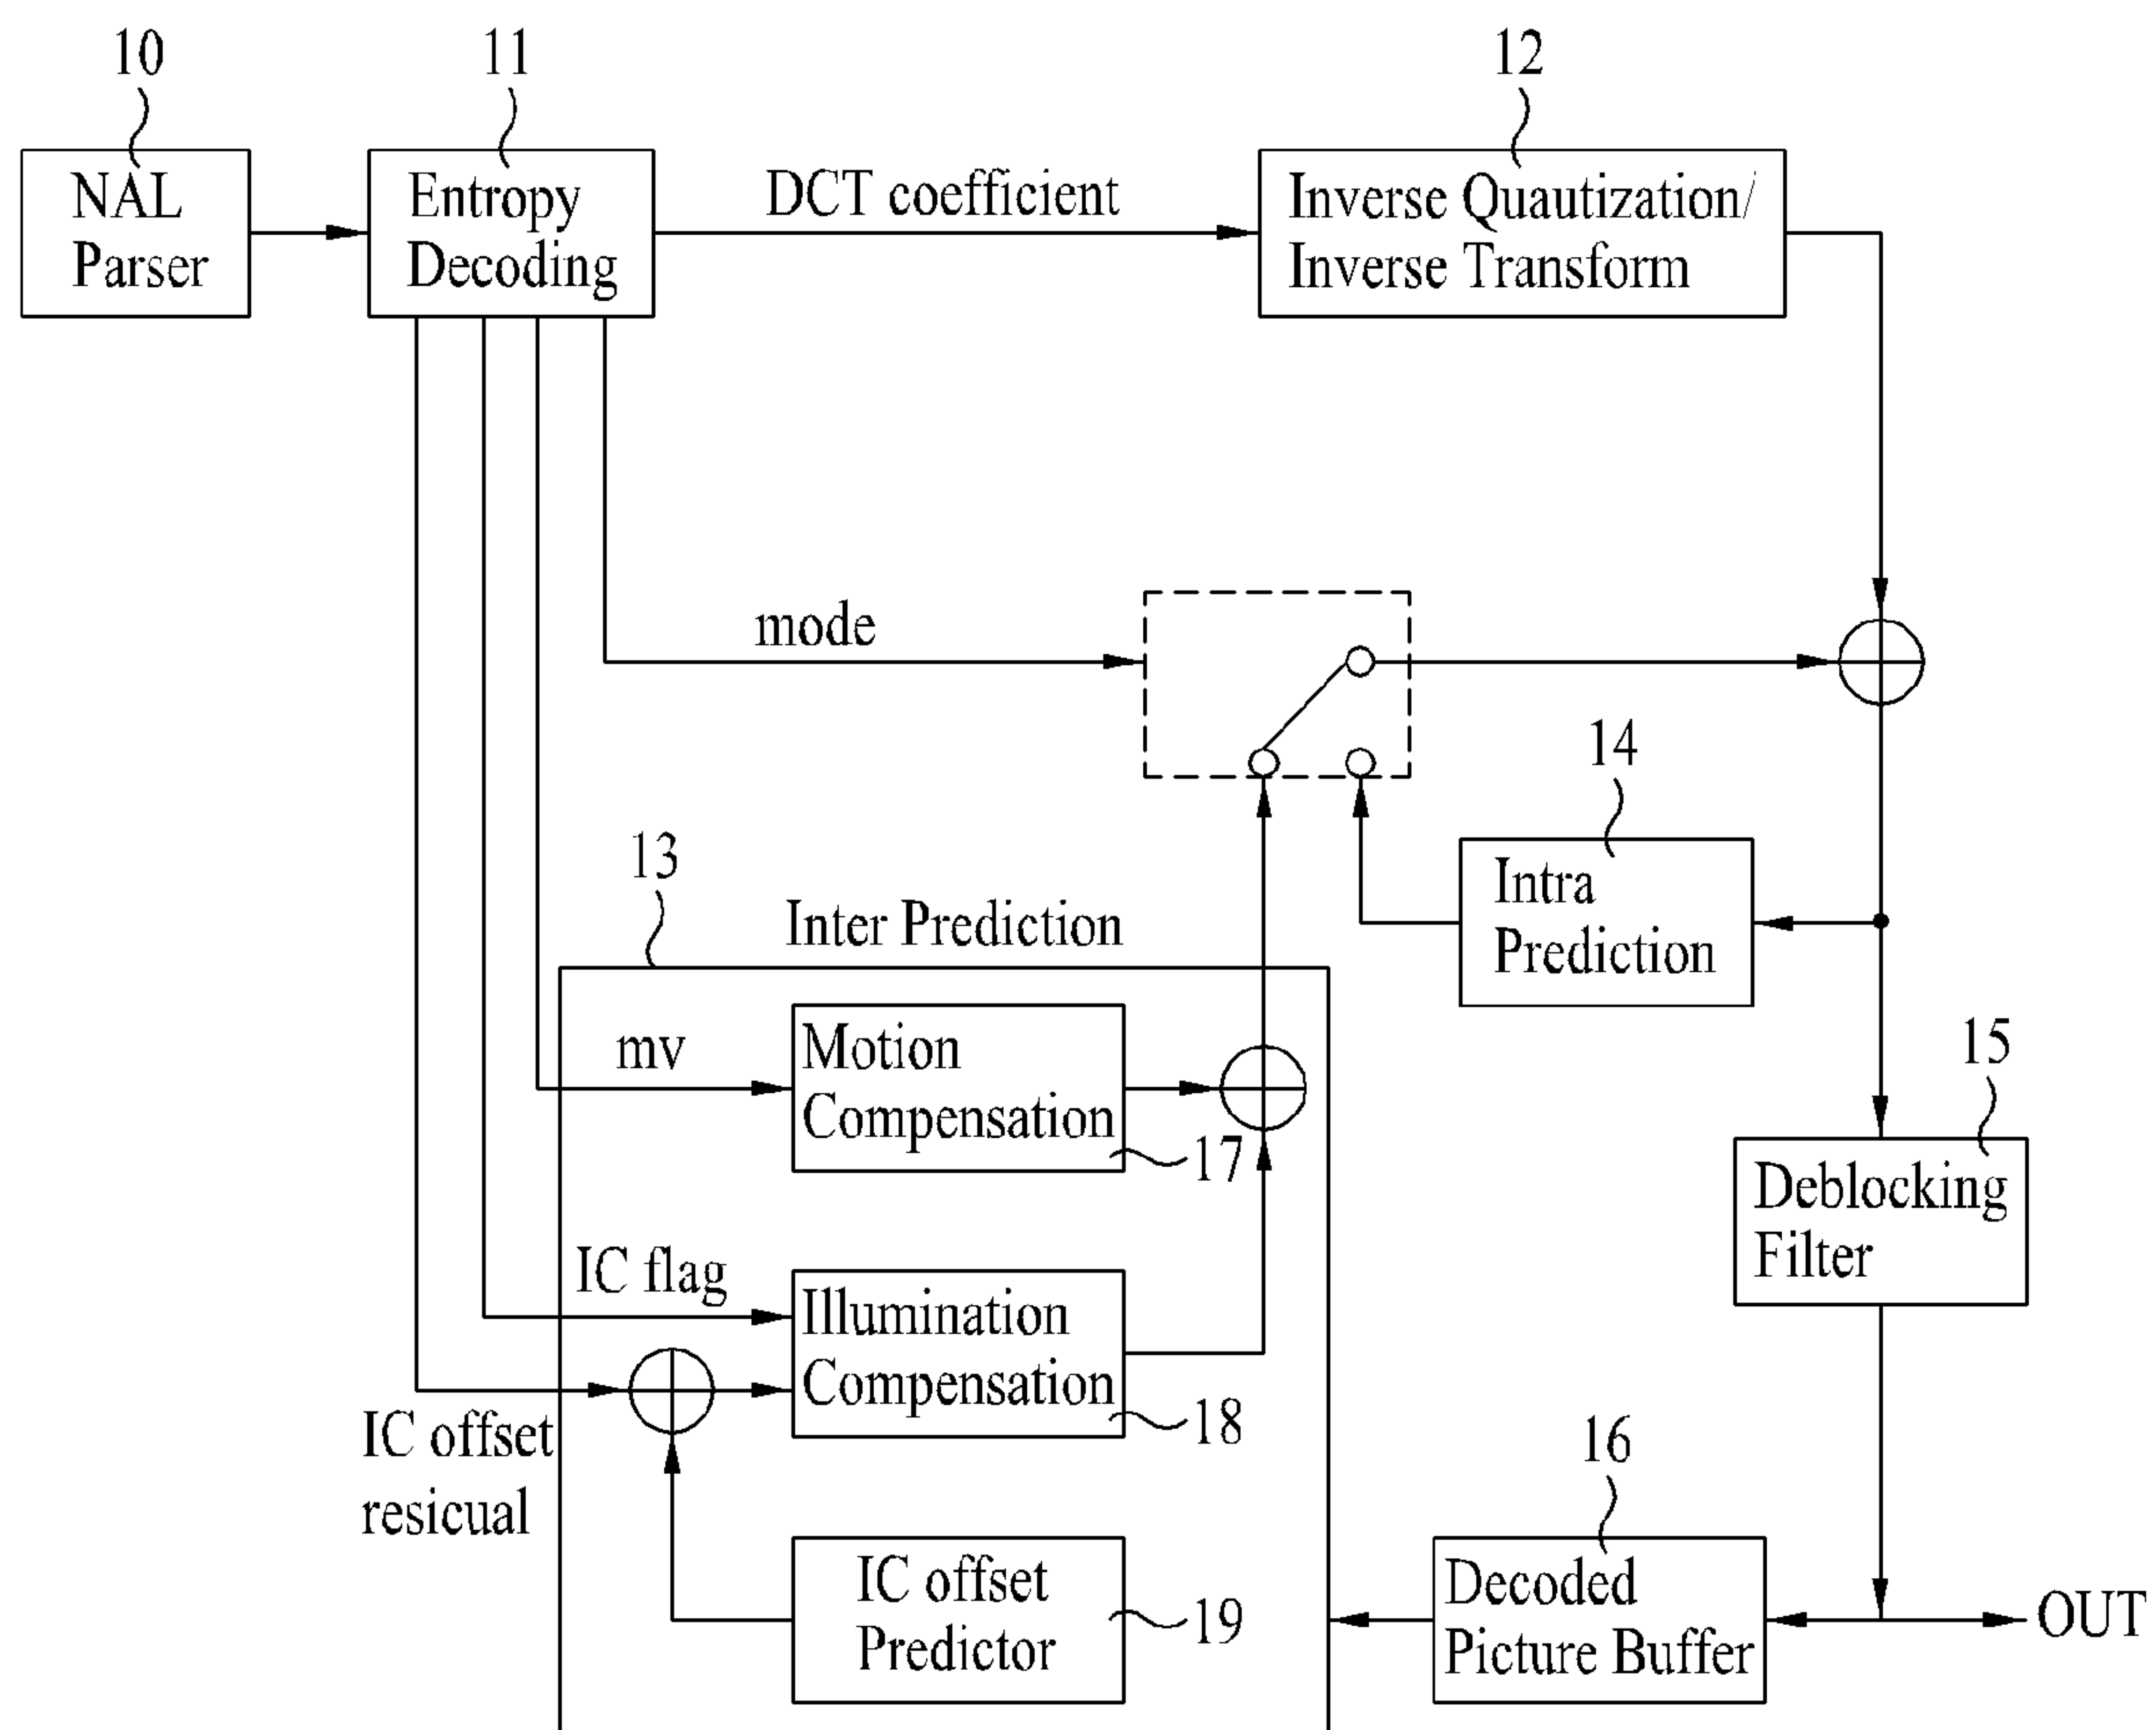 10
11
12
NAL
Parser
Entropy
Decoding
DCT coefficient
Inverse Quautization/
Inverse Transform
mode
14
Intra
Prediction
13
Inter Prediction
mv
Motion
Compensation
17
15
Deblocking
Filter
IC flag
Illumination
Compensation
18
IC offset
resicual
16
IC offset
Predictor
19
Decoded
Picture Buffer
OUT